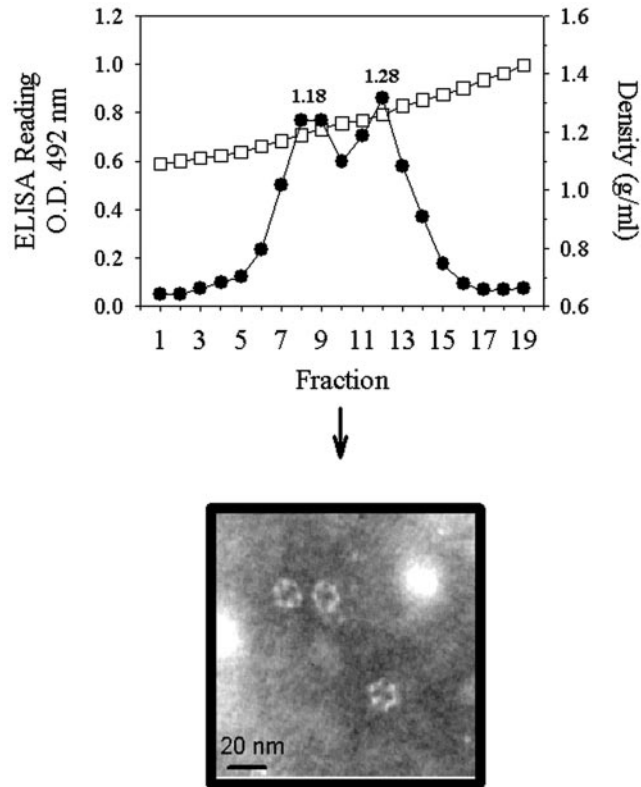 1.2
1.0
0.8
0.6
0.4
0.2
0.0
ELISA Reading
O.D. 492 nm
1.18
1.28
1.6
1.4
1.2
1.0
0.8
0.6
Density (g/ml)
1 3 5 7 9 11 13 15 17 19
Fraction
20 nm